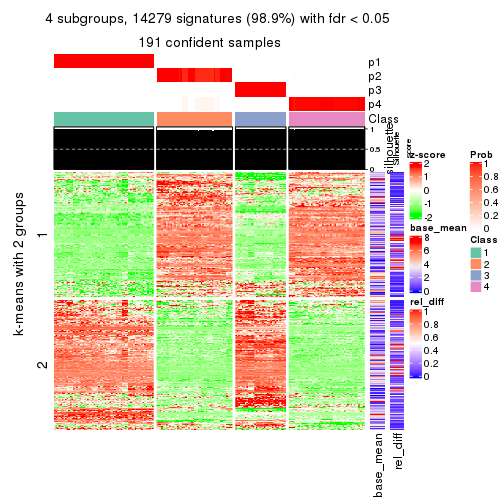 4 subgroups, 14279 signatures (98.9%) with fdr < 0.05
191 confident samples
p1
p2
p3
p4
Class
1
0.5
0
silhouette
Silhouette
score
k-means with 2 groups
1
2
base_mean
rel_diff
z-score
2
1
0
-1
-2
base_mean
8
6
4
2
0
rel_diff
1
0.8
0.6
0.4
0.2
0
Prob
1
0.8
0.6
0.4
0.2
0
Class
1
2
3
4